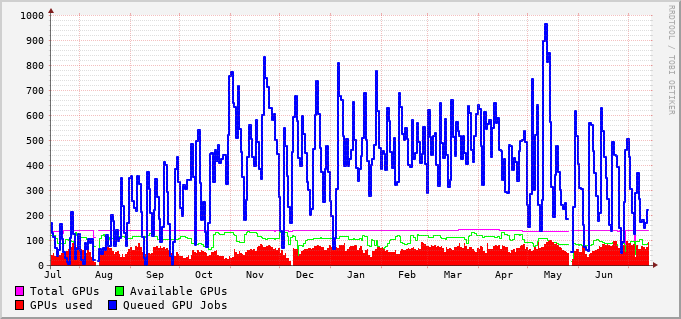 1000
900
800
700
600
500
400
300
200
100
0
Jul Aug Sep Oct Nov Dec Jan Feb Mar Apr May Jun
Total GPUs Available GPUs
GPUs used Queued GPU Jobs
RRDTOOL / TOBI OETIKER